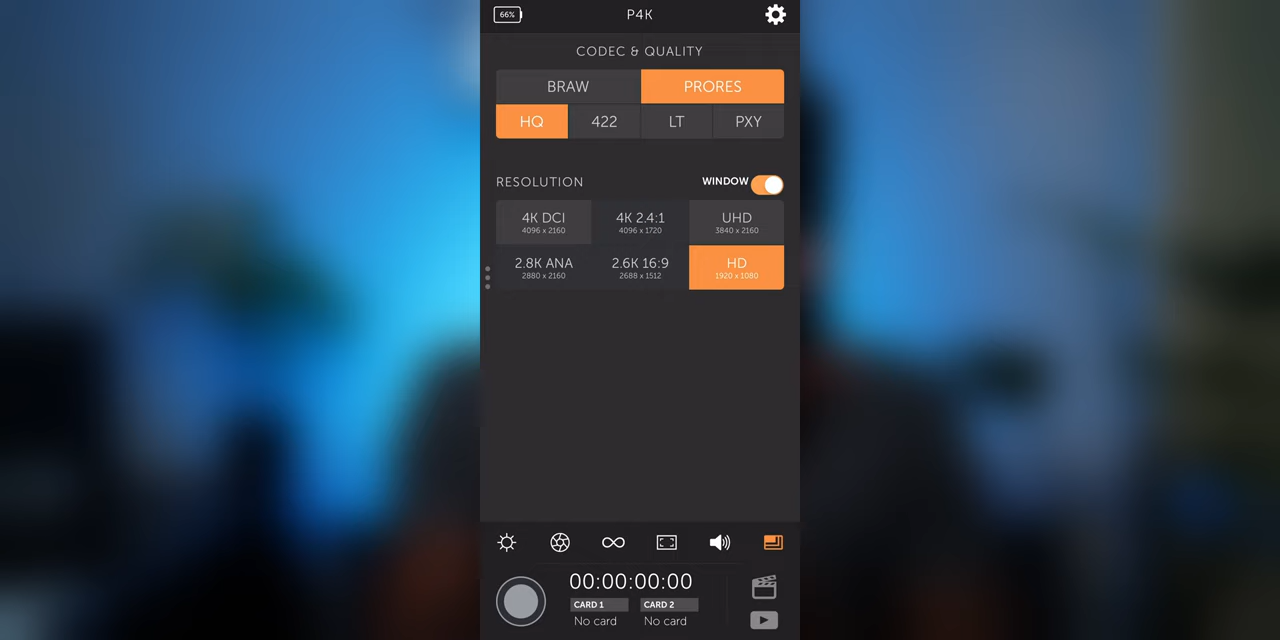 66%
P4K
CODEC & QUALITY
BRAW PRORES
HQ 422 LT PXY
RESOLUTION WINDOW
4K DCI 4K 2.4:1 UHD
4096 x 2160 4096 x 1720 3840 x 2160
2.8K ANA 2.6K 16:9 HD
2880 x 2160 2688 x 1512 1920 x 1080
00:00:00:00
CARD 1 CARD 2
No card No card